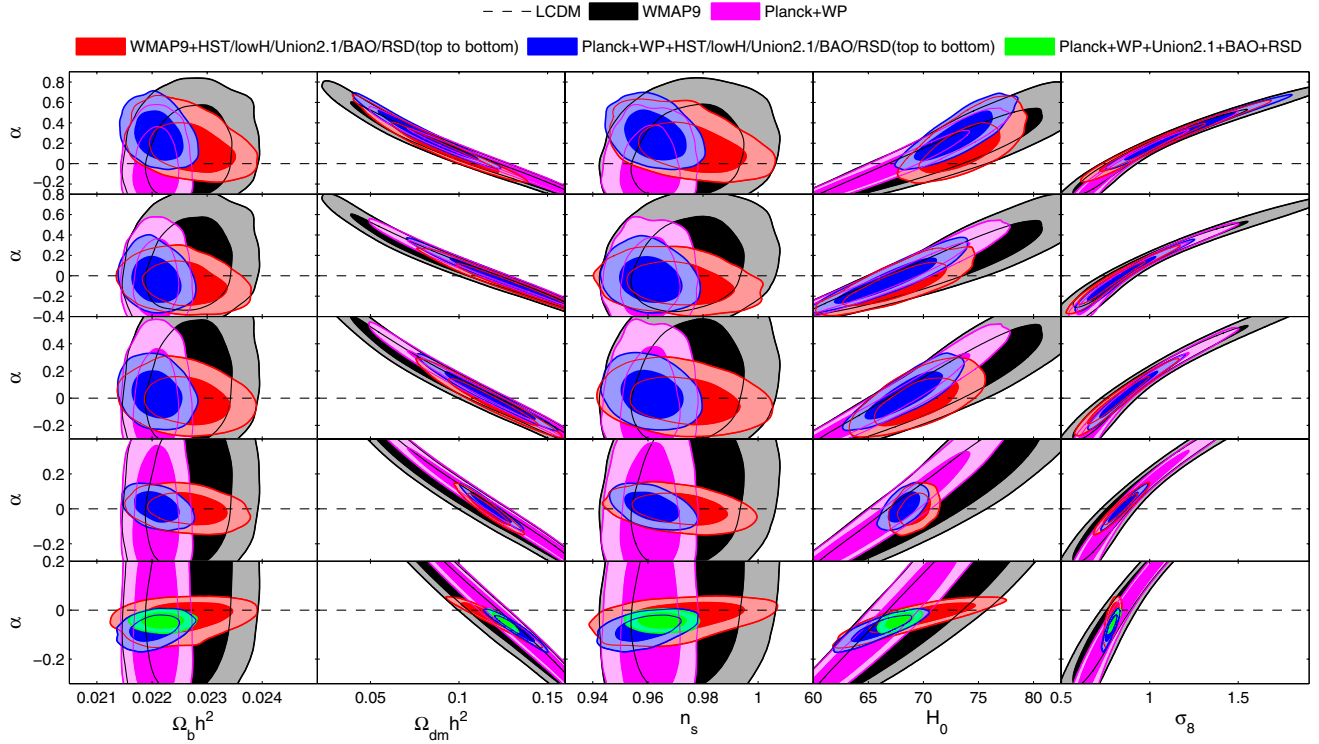 LCDM WMAP9 Planck+WP
WMAP9+HST/lowH/Union2.1/BAO/RSD(top to bottom) Planck+WP+HST/lowH/Union2.1/BAO/RSD(top to bottom) Planck+WP+Union2.1+BAO+RSD
0.8
0.6
0.4
0.2
0
−0.2
α
0.8
0.6
0.4
0.2
0
−0.2
−0.4
α
0.4
0.2
0
−0.2
α
0.2
0
0.2
α
0.2
0
−0.2
α
0.021 0.022 0.023 0.024
0.05 0.1 0.15
0.94 0.96 0.98 1
60 65 70 75 80
0.5 1 1.5
Ω_b h² Ω_dm h² n_s H_0 σ_8